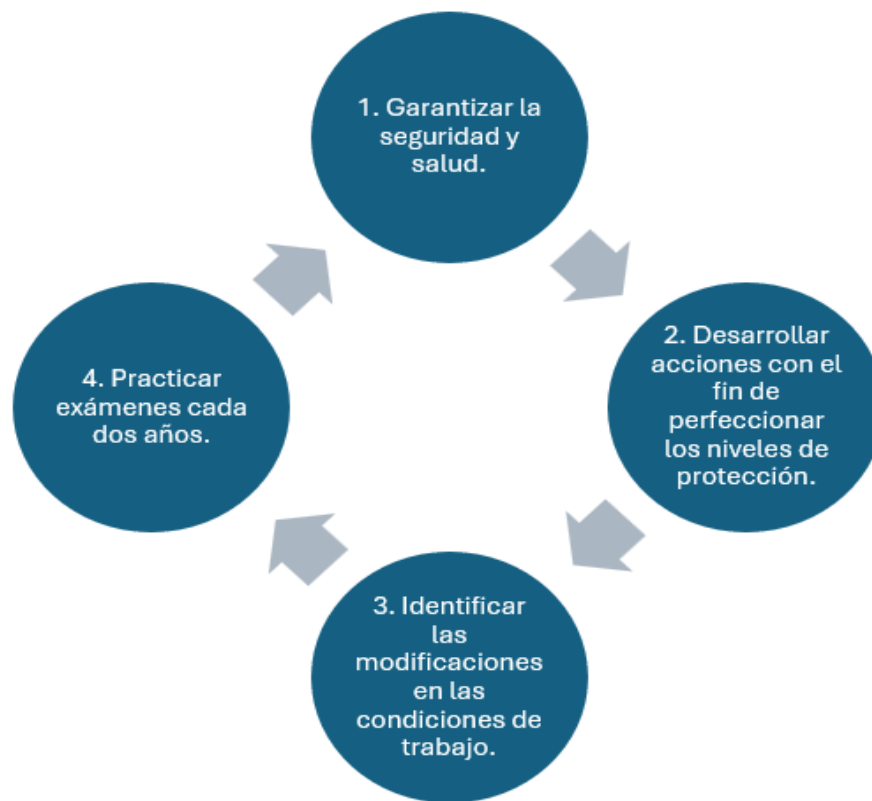 1. Garantizar la
seguridad y
salud.
2. Desarrollar
acciones con el
fin de
perfeccionar
los niveles de
protección.
3. Identificar
las
modificaciones
en las
condiciones de
trabajo.
4. Practicar
exámenes cada
dos años.